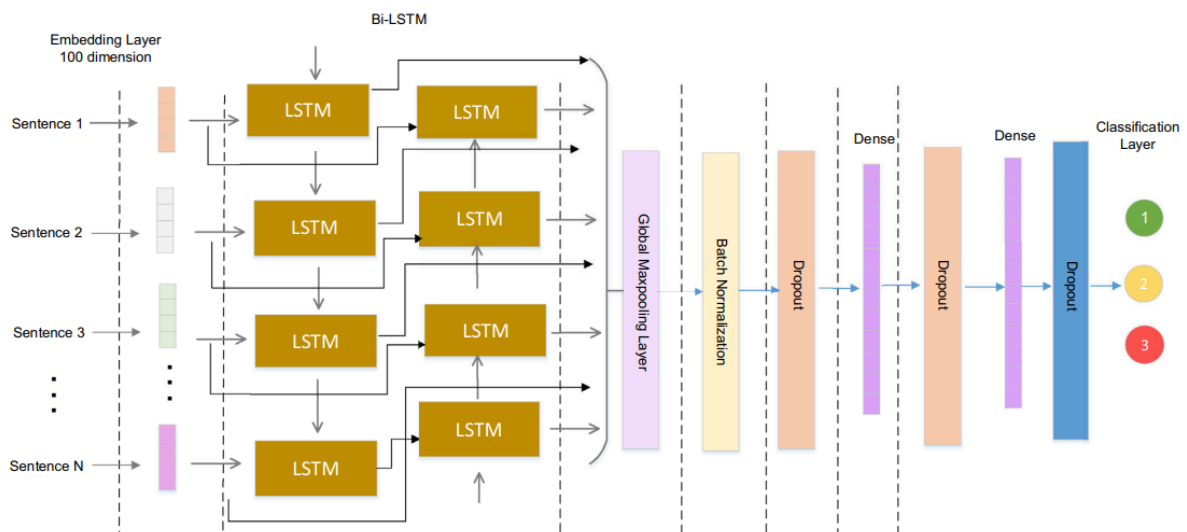 Bi-LSTM
Embedding Layer
100 dimension
Sentence 1
LSTM
LSTM
Sentence 2
LSTM
LSTM
Sentence 3
LSTM
LSTM
Sentence N
LSTM
LSTM
Global Maxpooling Layer
Batch Normalization
Dropout
Dense
Dropout
Dense
Dropout
Classification
Layer
1
2
3